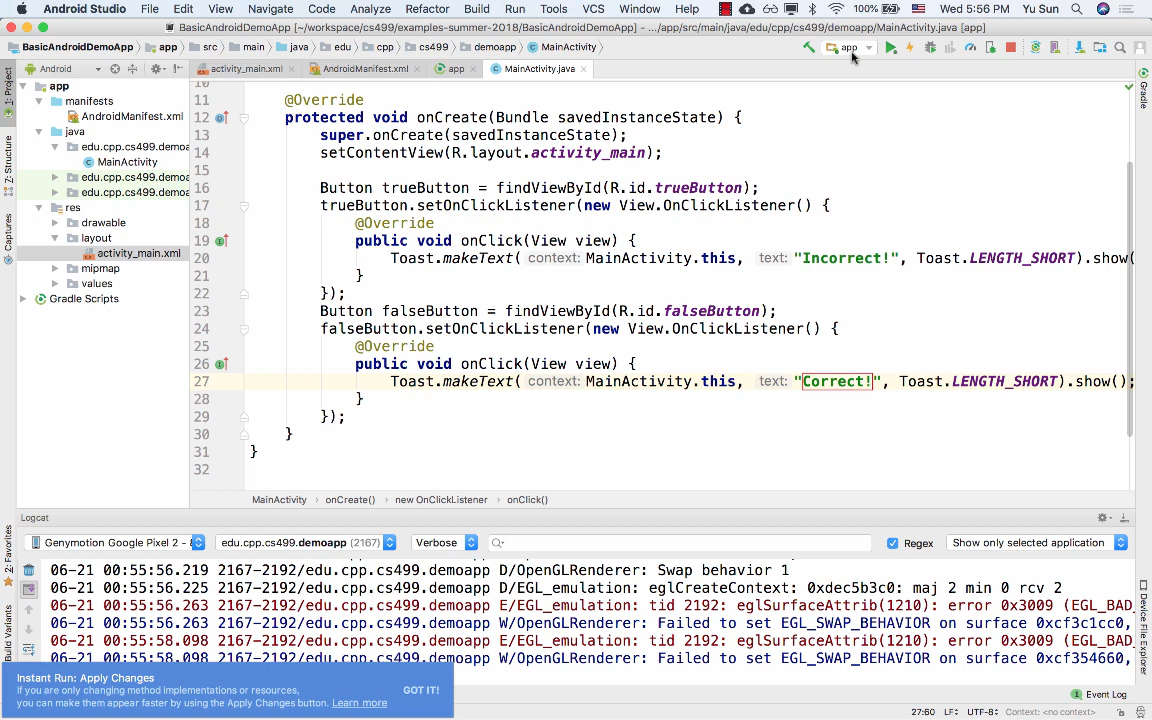 Android Studio File Edit View Navigate Code Analyze Refactor Build Run Tools VCS Window Help 100% Wed 5:56 PM Yu Sun
BasicAndroidDemoApp [~/workspace/cs499/examples-summer-2018/BasicAndroidDemoApp] - .../app/src/main/java/edu/cpp/cs499/demoapp/MainActivity.java [app]
BasicAndroidDemoApp app src main java edu cpp cs499 demoapp MainActivity app
Android activity_main.xml AndroidManifest.xml app MainActivity.java
1: Project
7: Structure
Captures
2: Favorites
Build Variants
app
manifests
AndroidManifest.xml
java
edu.cpp.cs499.demoa
MainActivity
edu.cpp.cs499.demoa
edu.cpp.cs499.demoa
res
drawable
layout
activity_main.xml
mipmap
values
Gradle Scripts
10
11 @Override
12 protected void onCreate(Bundle savedInstanceState) {
13 super.onCreate(savedInstanceState);
14 setContentView(R.layout.activity_main);
15
16 Button trueButton = findViewById(R.id.trueButton);
17 trueButton.setOnClickListener(new View.OnClickListener() {
18 @Override
19 public void onClick(View view) {
20 Toast.makeText( context: MainActivity.this, text: "Incorrect!", Toast.LENGTH_SHORT).show(
21 }
22 });
23 Button falseButton = findViewById(R.id.falseButton);
24 falseButton.setOnClickListener(new View.OnClickListener() {
25 @Override
26 public void onClick(View view) {
27 Toast.makeText( context: MainActivity.this, text: "Correct!", Toast.LENGTH_SHORT).show();
28 }
29 });
30 }
31 }
32
MainActivity › onCreate() › new OnClickListener › onClick()
Gradle
Device File Explorer
Logcat
Genymotion Google Pixel 2 - edu.cpp.cs499.demoapp (2167) Verbose Regex Show only selected application
06-21 00:55:56.219 2167-2192/edu.cpp.cs499.demoapp D/OpenGLRenderer: Swap behavior 1
06-21 00:55:56.225 2167-2192/edu.cpp.cs499.demoapp D/EGL_emulation: eglCreateContext: 0xdec5b3c0: maj 2 min 0 rcv 2
06-21 00:55:56.263 2167-2192/edu.cpp.cs499.demoapp E/EGL_emulation: tid 2192: eglSurfaceAttrib(1210): error 0x3009 (EGL_BAD_
06-21 00:55:56.263 2167-2192/edu.cpp.cs499.demoapp W/OpenGLRenderer: Failed to set EGL_SWAP_BEHAVIOR on surface 0xcf3c1cc0,
06-21 00:55:58.098 2167-2192/edu.cpp.cs499.demoapp E/EGL_emulation: tid 2192: eglSurfaceAttrib(1210): error 0x3009 (EGL_BAD_
06-21 00:55:58.098 2167-2192/edu.cpp.cs499.demoapp W/OpenGLRenderer: Failed to set EGL_SWAP_BEHAVIOR on surface 0xcf354660,
Instant Run: Apply Changes
If you are only changing method implementations or resources,
you can make them appear faster by using the Apply Changes button. Learn more
GOT IT!
1 Event Log
27:60 LF÷ UTF-8÷ Context: <no context>